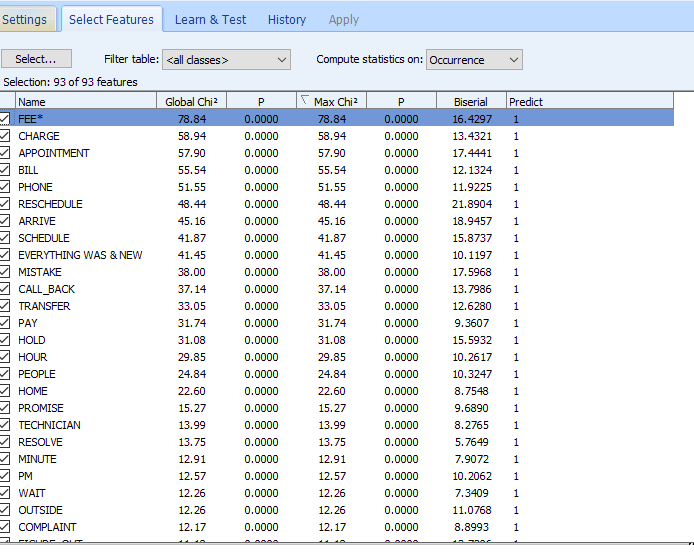 Settings Select Features Learn & Test History Apply
Select... Filter table: <all classes> Compute statistics on: Occurrence
Selection: 93 of 93 features
Name Global Chi² P Max Chi² P Biserial Predict
FEE* 78.84 0.0000 78.84 0.0000 16.4297 1
CHARGE 58.94 0.0000 58.94 0.0000 13.4321 1
APPOINTMENT 57.90 0.0000 57.90 0.0000 17.4441 1
BILL 55.54 0.0000 55.54 0.0000 12.1324 1
PHONE 51.55 0.0000 51.55 0.0000 11.9225 1
RESCHEDULE 48.44 0.0000 48.44 0.0000 21.8904 1
ARRIVE 45.16 0.0000 45.16 0.0000 18.9457 1
SCHEDULE 41.87 0.0000 41.87 0.0000 15.8737 1
EVERYTHING WAS & NEW 41.45 0.0000 41.45 0.0000 10.1197 1
MISTAKE 38.00 0.0000 38.00 0.0000 17.5968 1
CALL_BACK 37.14 0.0000 37.14 0.0000 13.7986 1
TRANSFER 33.05 0.0000 33.05 0.0000 12.6280 1
PAY 31.74 0.0000 31.74 0.0000 9.3607 1
HOLD 31.08 0.0000 31.08 0.0000 15.5932 1
HOUR 29.85 0.0000 29.85 0.0000 10.2617 1
PEOPLE 24.84 0.0000 24.84 0.0000 10.3247 1
HOME 22.60 0.0000 22.60 0.0000 8.7548 1
PROMISE 15.27 0.0000 15.27 0.0000 9.6890 1
TECHNICIAN 13.99 0.0000 13.99 0.0000 8.2765 1
RESOLVE 13.75 0.0000 13.75 0.0000 5.7649 1
MINUTE 12.91 0.0000 12.91 0.0000 7.9072 1
PM 12.57 0.0000 12.57 0.0000 10.2062 1
WAIT 12.26 0.0000 12.26 0.0000 7.3409 1
OUTSIDE 12.26 0.0000 12.26 0.0000 11.0768 1
COMPLAINT 12.17 0.0000 12.17 0.0000 8.8993 1